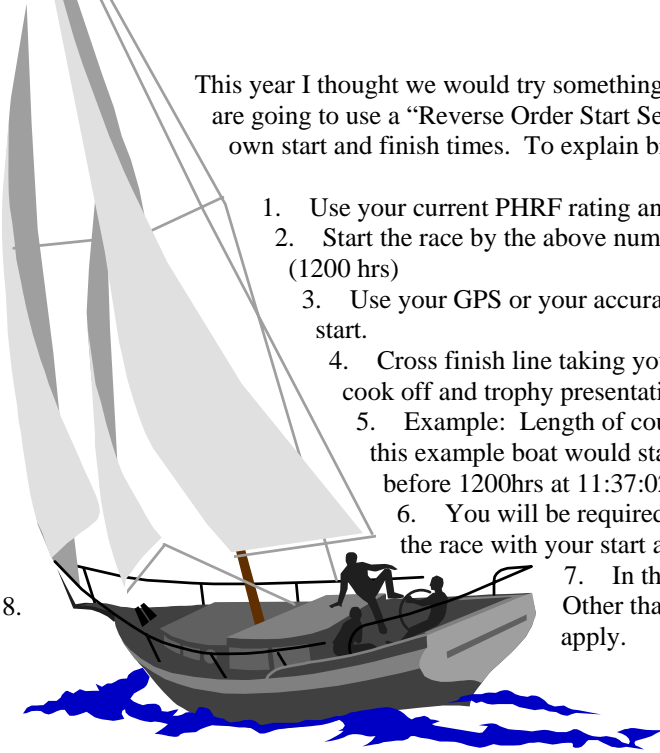 This year I thought we would try something
are going to use a “Reverse Order Start Se
own start and finish times. To explain b
1. Use your current PHRF rating an
2. Start the race by the above num
(1200 hrs)
3. Use your GPS or your accura
start.
4. Cross finish line taking you
cook off and trophy presentati
5. Example: Length of cou
this example boat would sta
before 1200hrs at 11:37:0
6. You will be required
the race with your start a
7. In th
8. Other tha
apply.